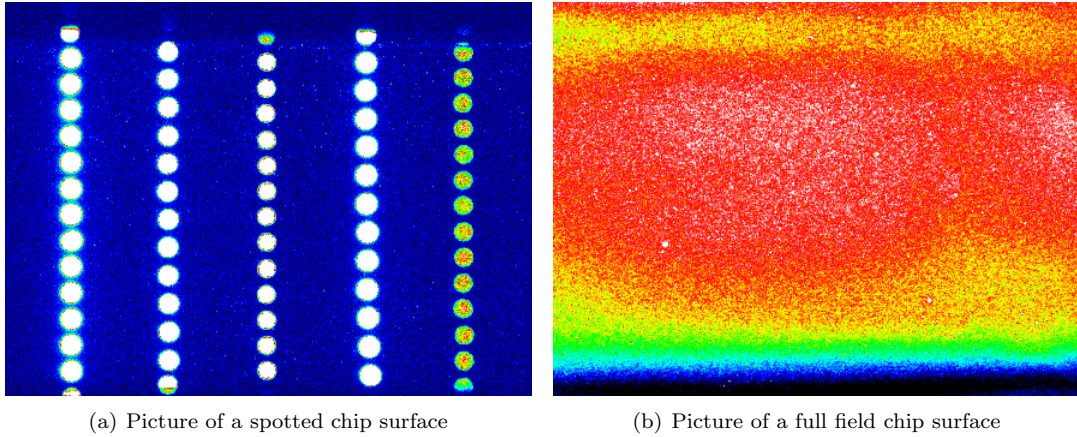 (a) Picture of a spotted chip surface
(b) Picture of a full field chip surface